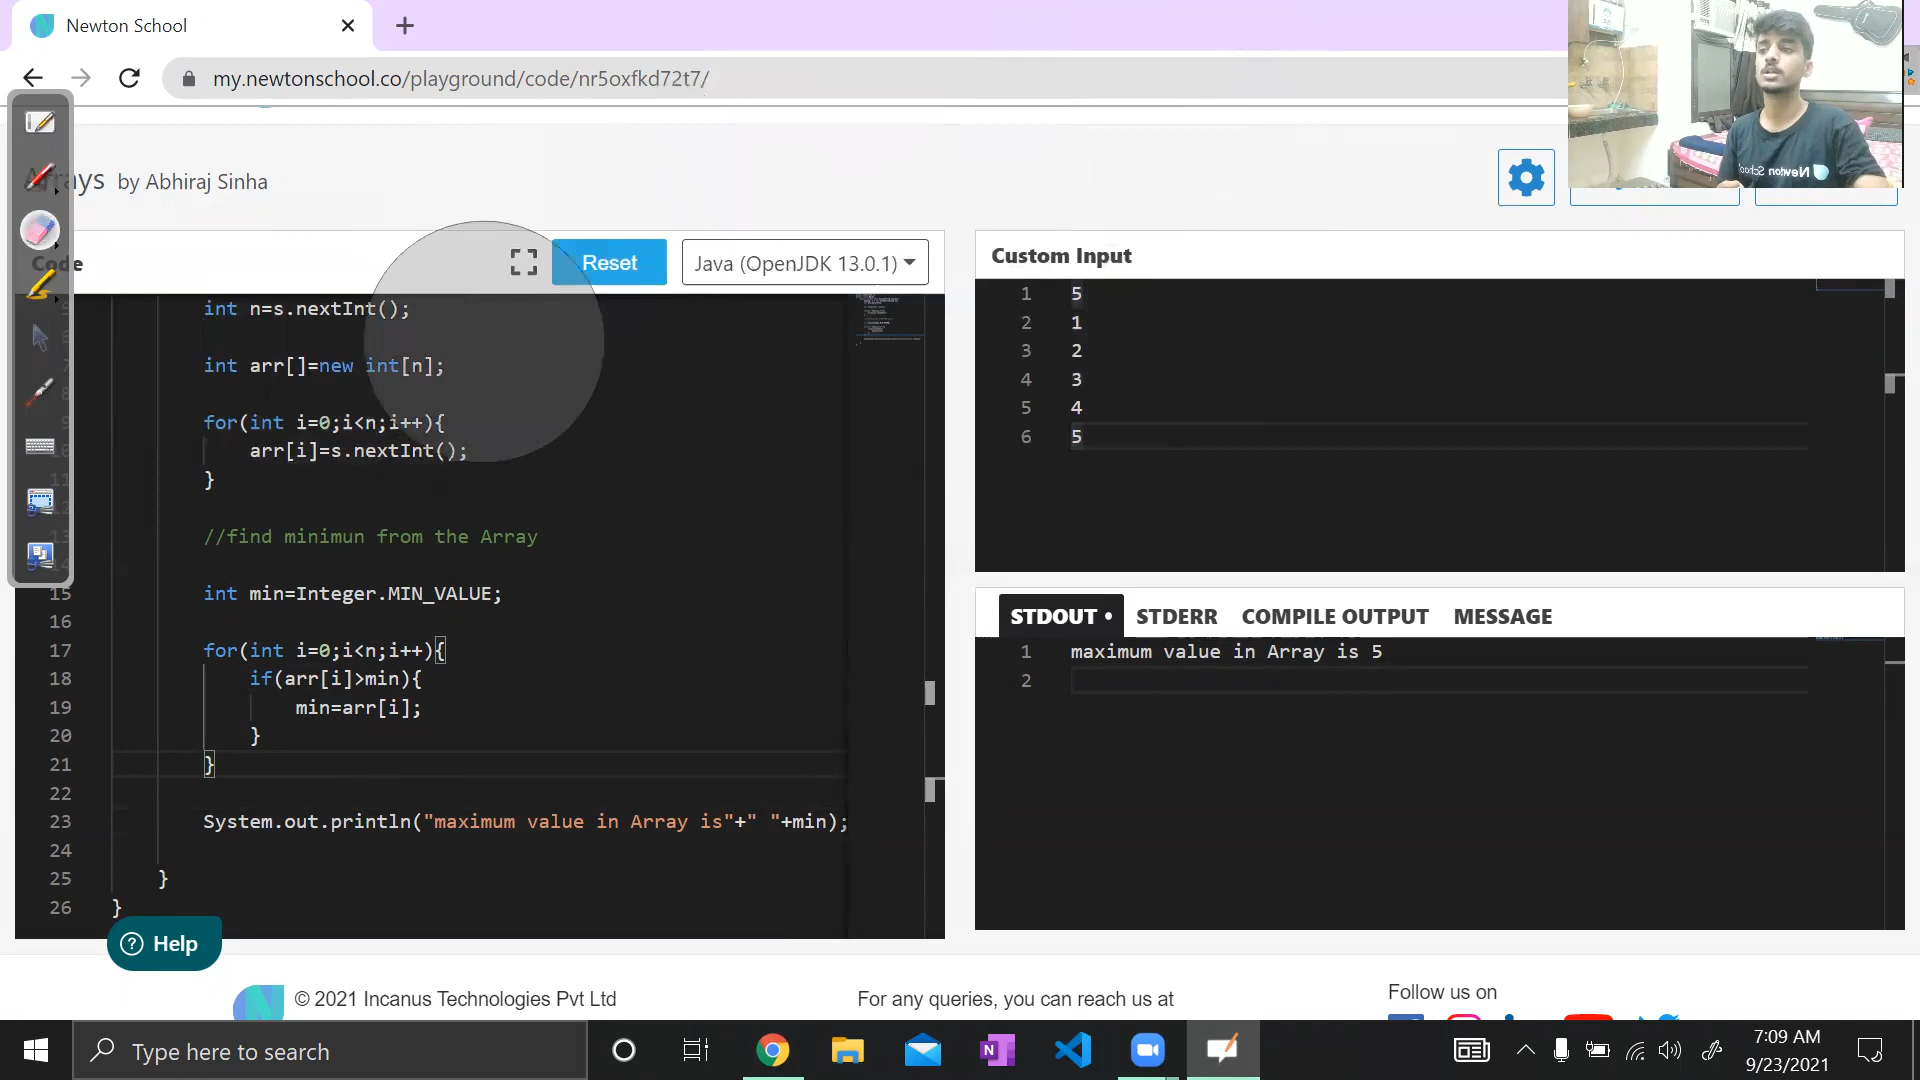 Newton School
my.newtonschool.co/playground/code/nr5oxfkd72t7/
Arrays by Abhiraj Sinha
Code
Reset
Java (OpenJDK 13.0.1)
int n=s.nextInt();
int arr[]=new int[n];
for(int i=0;i<n;i++){
arr[i]=s.nextInt();
}
//find minimun from the Array
15 int min=Integer.MIN_VALUE;
16
17 for(int i=0;i<n;i++){
18 if(arr[i]>min){
19 min=arr[i];
20 }
21 }
22
23 System.out.println("maximum value in Array is"+" "+min);
24
25 }
26 }
Help
Custom Input
1 5
2 1
3 2
4 3
5 4
6 5
STDOUT • STDERR COMPILE OUTPUT MESSAGE
1 maximum value in Array is 5
2
Newton School
© 2021 Incanus Technologies Pvt Ltd
For any queries, you can reach us at
Follow us on
Type here to search
7:09 AM
9/23/2021